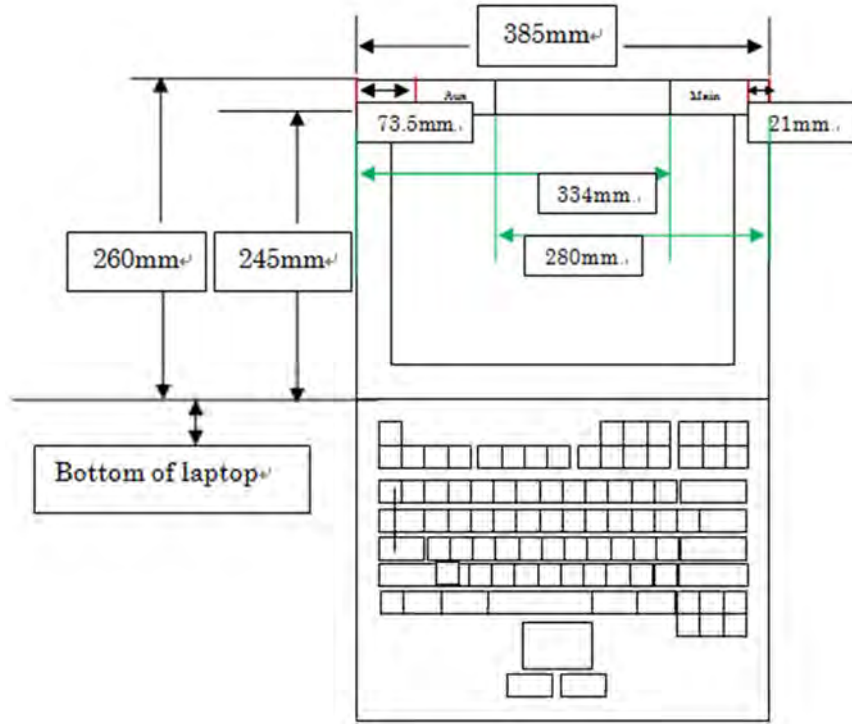 385mm↵
Aux
Main
73.5mm.
21mm.
334mm.
260mm↵
245mm↵
280mm.
Bottom of laptop↵